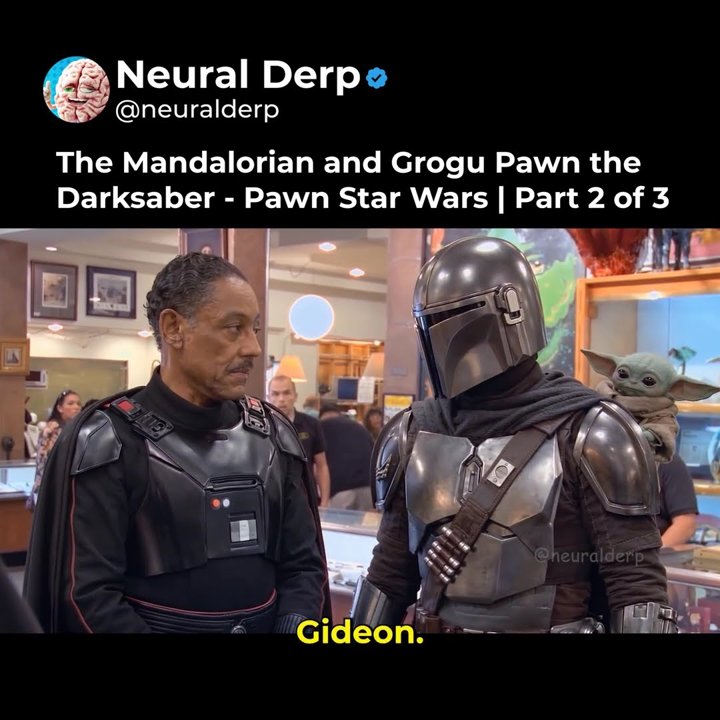 Neural Derp
@neuralderp
The Mandalorian and Grogu Pawn the
Darksaber - Pawn Star Wars | Part 2 of 3
@neuralderp
Gideon.